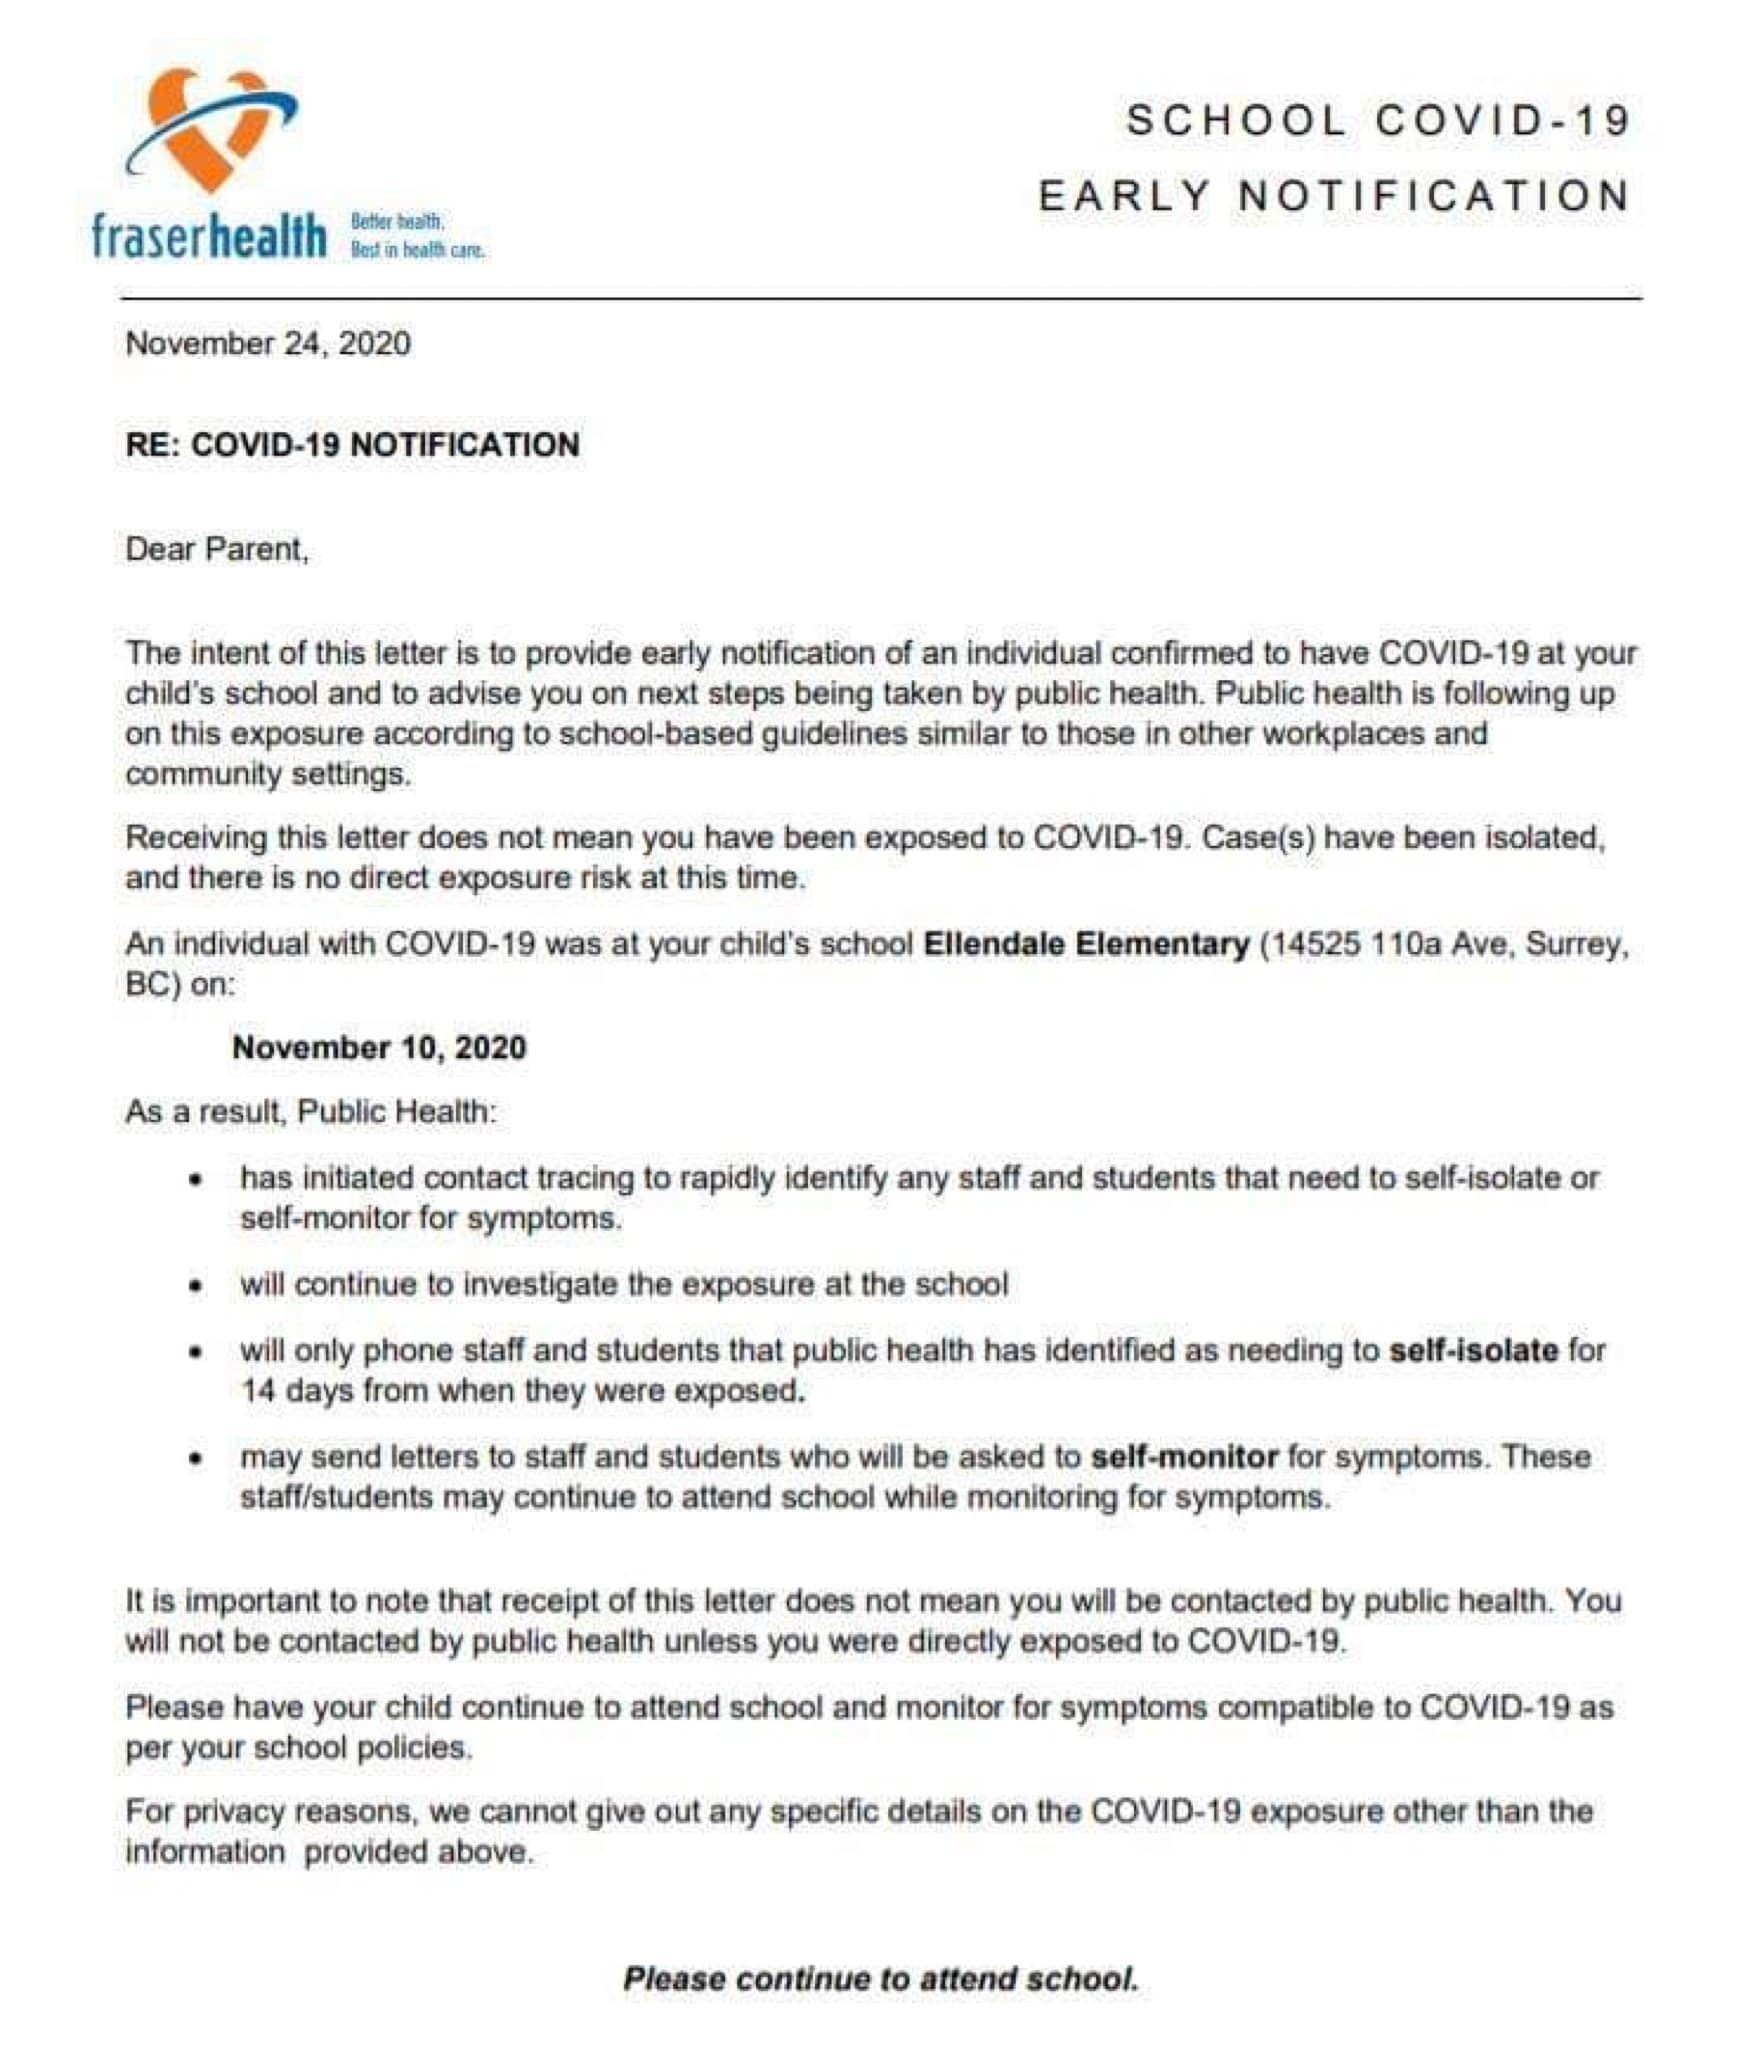 SCHOOL COVID-19
EARLY NOTIFICATION
fraserhealth
Better health.
Best in health care.
November 24, 2020
RE: COVID-19 NOTIFICATION
Dear Parent,
The intent of this letter is to provide early notification of an individual confirmed to have COVID-19 at your
child's school and to advise you on next steps being taken by public health. Public health is following up
on this exposure according to school-based guidelines similar to those in other workplaces and
community settings.
Receiving this letter does not mean you have been exposed to COVID-19. Case(s) have been isolated,
and there is no direct exposure risk at this time.
An individual with COVID-19 was at your child's school Ellendale Elementary (14525 110a Ave, Surrey,
BC) on:
November 10, 2020
As a result, Public Health:
• has initiated contact tracing to rapidly identify any staff and students that need to self-isolate or
self-monitor for symptoms.
• will continue to investigate the exposure at the school
• will only phone staff and students that public health has identified as needing to self-isolate for
14 days from when they were exposed.
• may send letters to staff and students who will be asked to self-monitor for symptoms. These
staff/students may continue to attend school while monitoring for symptoms.
It is important to note that receipt of this letter does not mean you will be contacted by public health. You
will not be contacted by public health unless you were directly exposed to COVID-19.
Please have your child continue to attend school and monitor for symptoms compatible to COVID-19 as
per your school policies.
For privacy reasons, we cannot give out any specific details on the COVID-19 exposure other than the
information provided above.
Please continue to attend school.